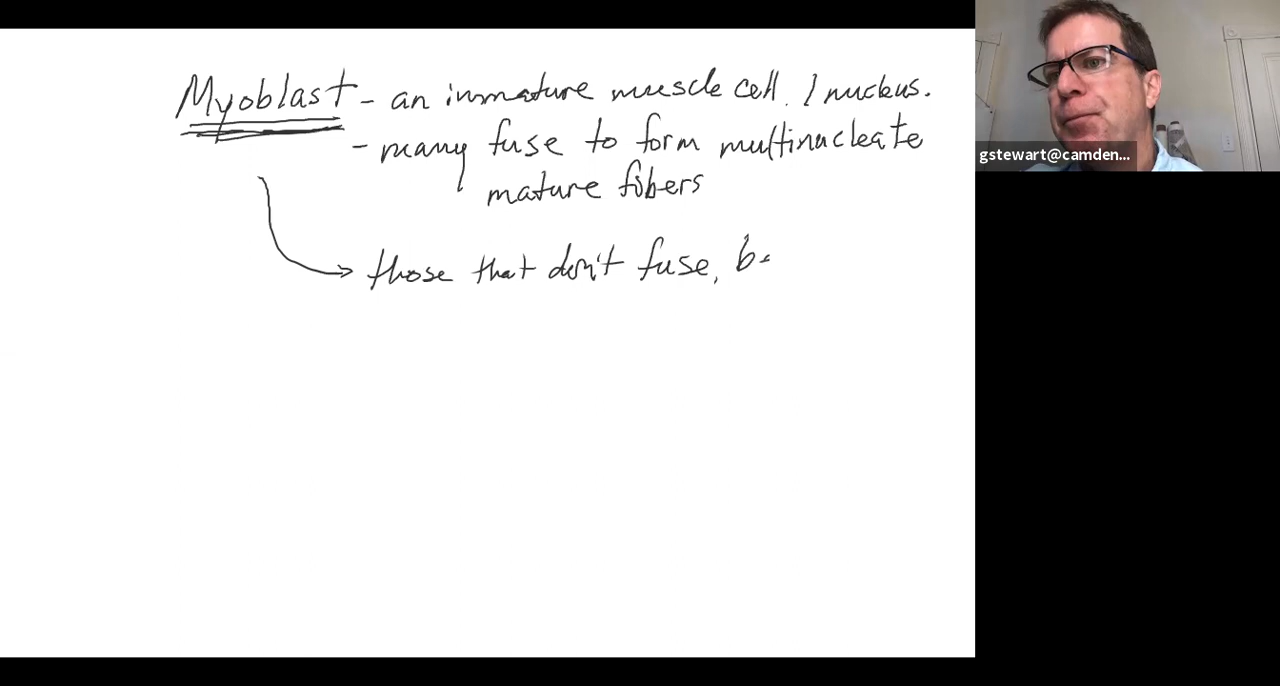 Myoblast - an immature muscle cell. 1 nucleus.
- many fuse to form multinucleate
mature fibers
those that don't fuse, be
gstewart@camden...